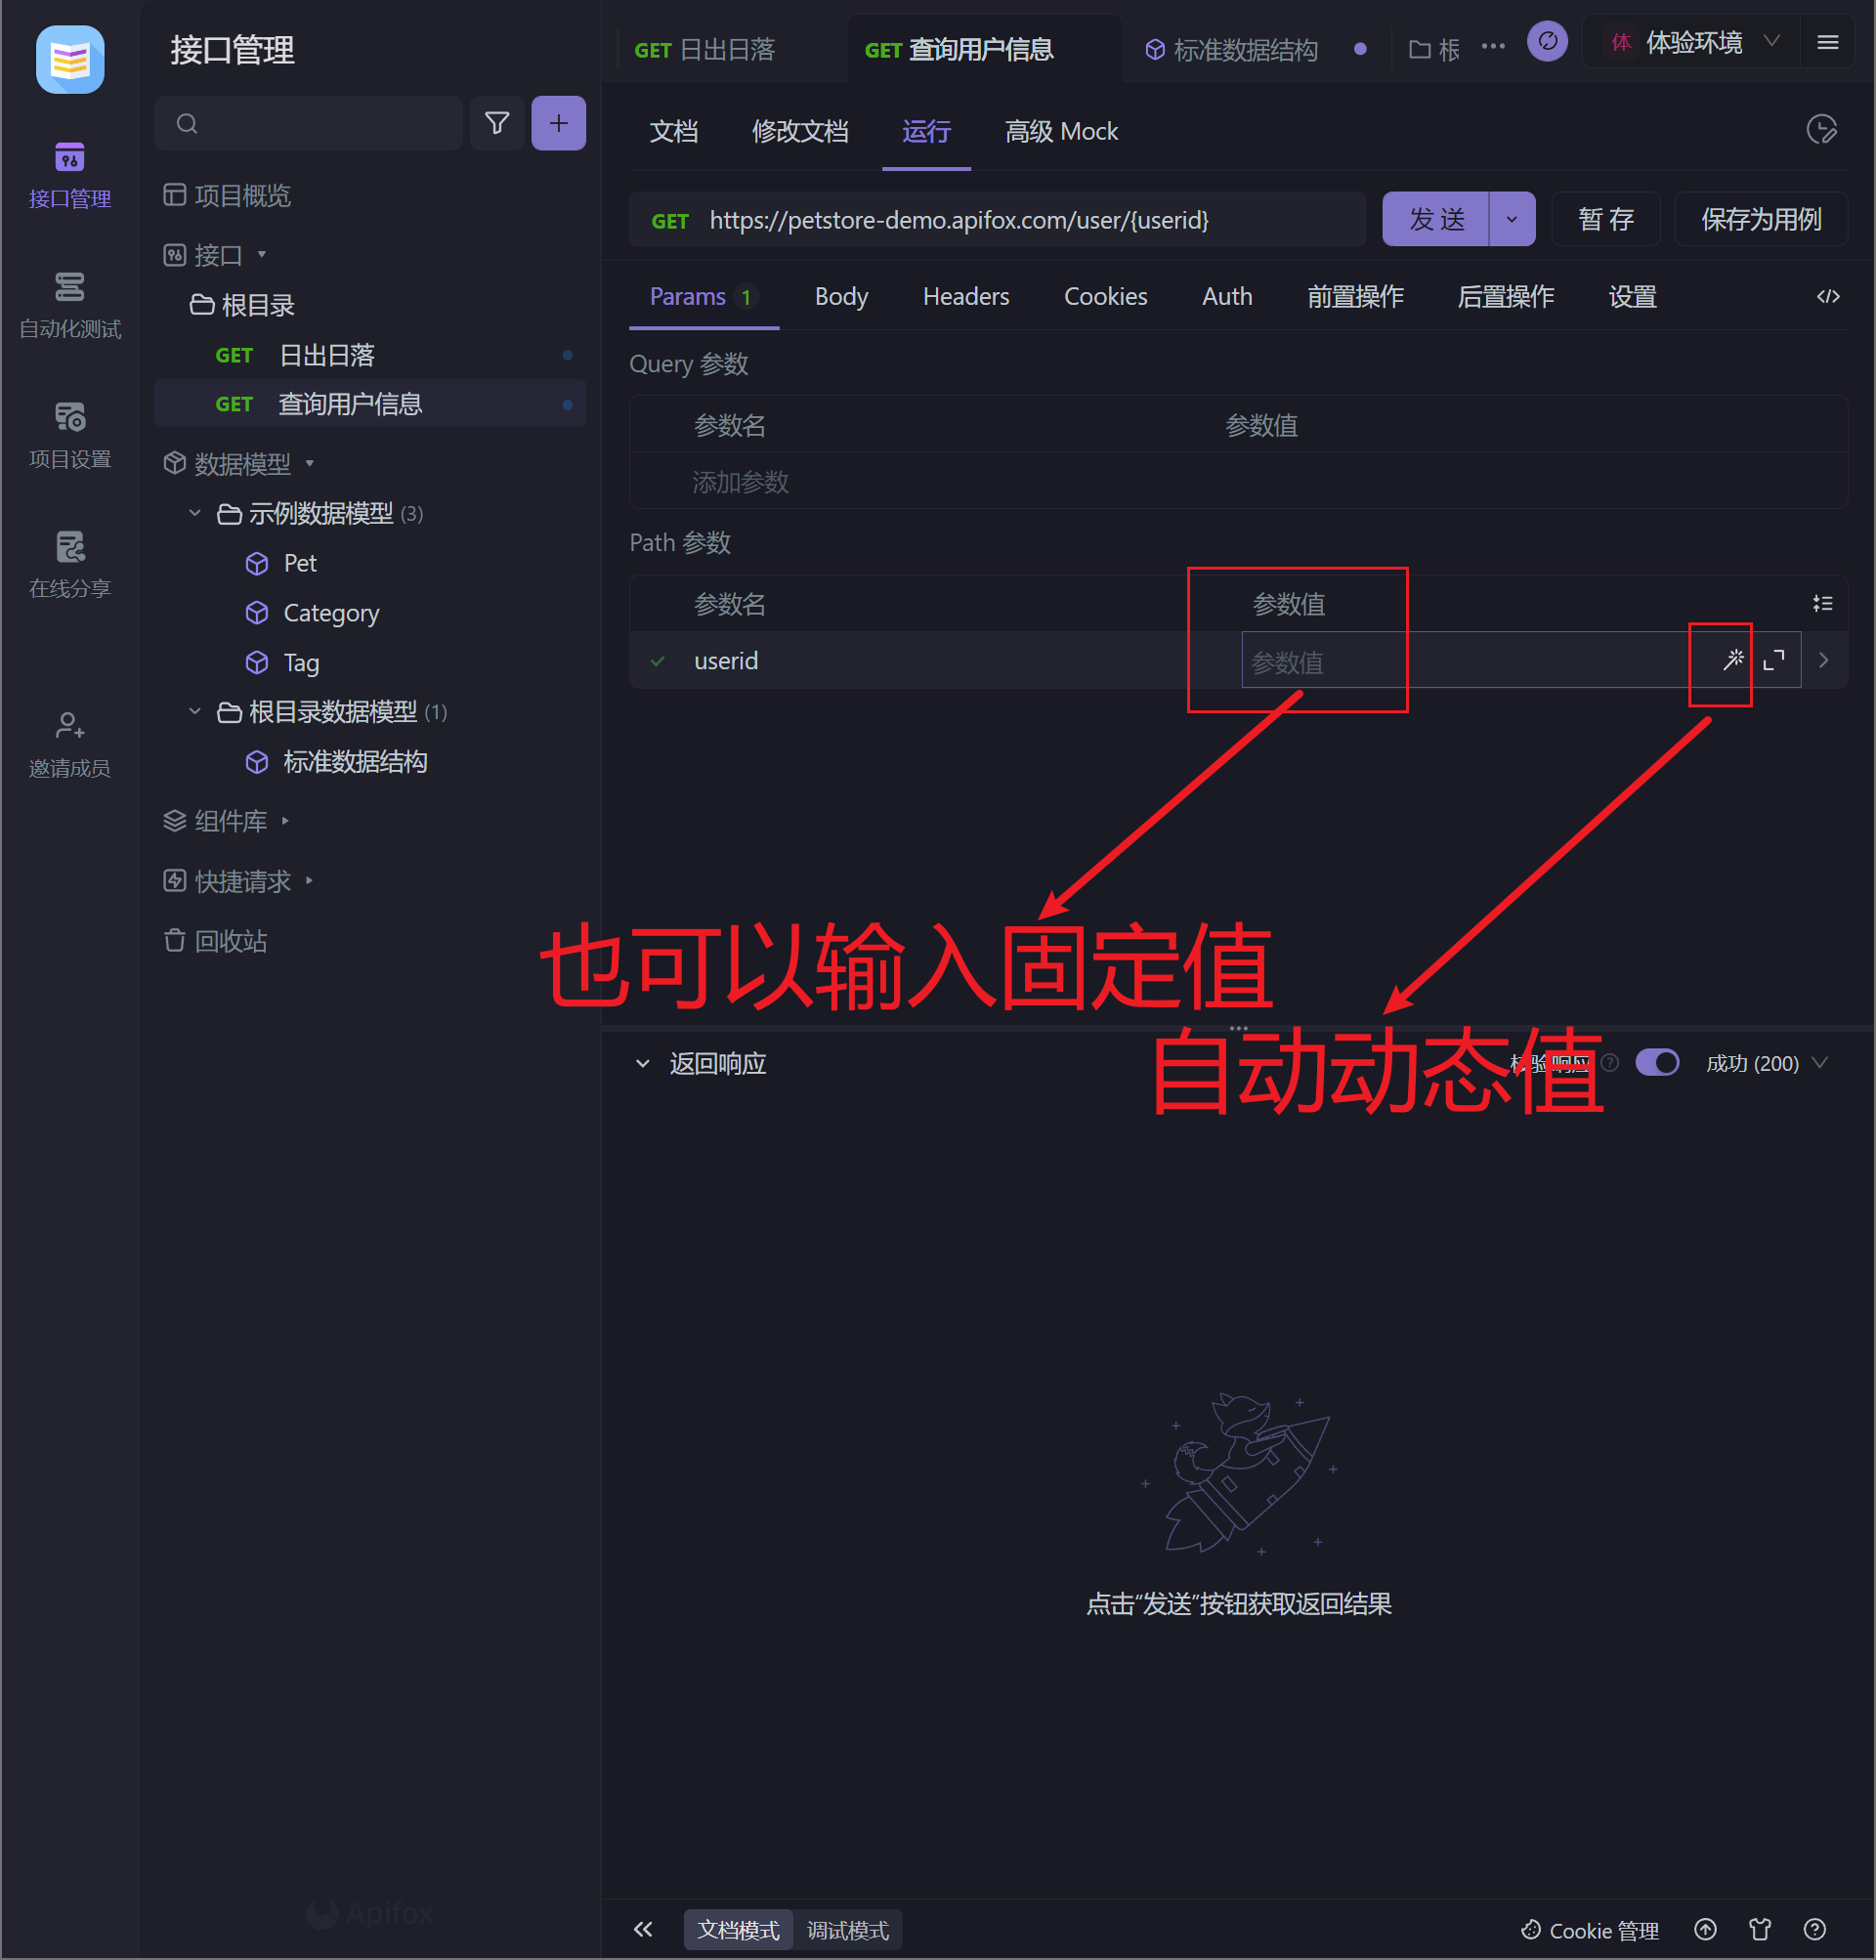 接口管理
自动化测试
项目设置
在线分享
邀请成员
接口管理
项目概览
接口
根目录
GET 日出日落
GET 查询用户信息
数据模型
示例数据模型 (3)
Pet
Category
Tag
根目录数据模型 (1)
标准数据结构
组件库
快捷请求
回收站
Apifox
GET 日出日落 GET 查询用户信息 标准数据结构 根 ··· 体 体验环境
文档 修改文档 运行 高级 Mock
GET https://petstore-demo.apifox.com/user/{userid} 发 送 暂 存 保存为用例
Params 1 Body Headers Cookies Auth 前置操作 后置操作 设置
Query 参数
参数名 参数值
添加参数
Path 参数
参数名 参数值
userid 参数值
也可以输入固定值
自动动态值
返回响应 校验响应 成功 (200)
点击“发送”按钮获取返回结果
文档模式 调试模式 Cookie 管理